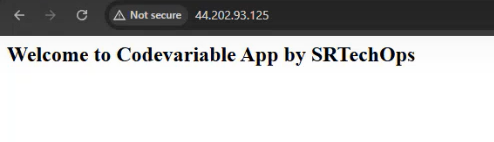 Not secure 44.202.93.125
Welcome to Codevariable App by SRTechOps